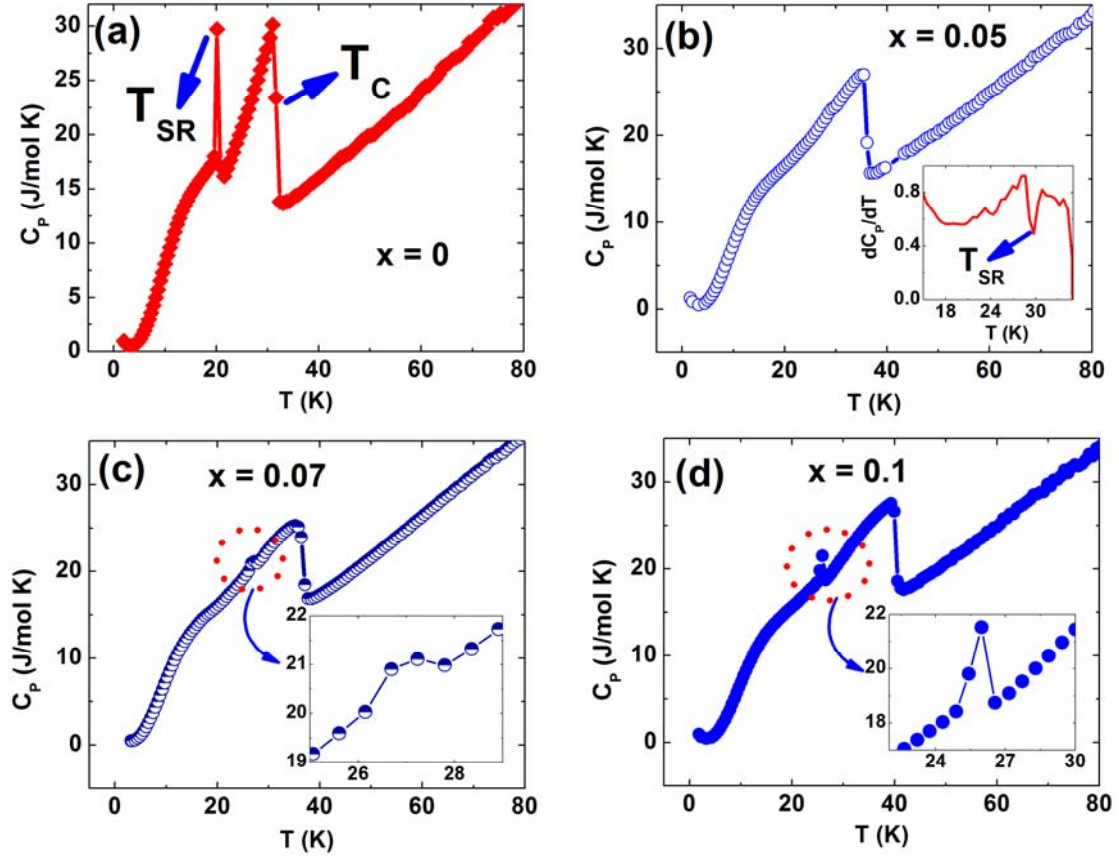 (a)
T_SR
T_C
x = 0
C_P (J/mol K)
30
25
20
15
10
5
0
0 20 40 60 80
T (K)
(b)
x = 0.05
C_P (J/mol K)
30
20
10
0
0 20 40 60 80
T (K)
dC_P/dT
0.8
0.4
0.0
T_SR
18 24 30
T (K)
(c)
x = 0.07
C_P (J/mol K)
30
20
10
0
0 20 40 60 80
T (K)
22
21
20
19
26 28
(d)
x = 0.1
C_P (J/mol K)
30
20
10
0
0 20 40 60 80
T (K)
22
20
18
24 27 30